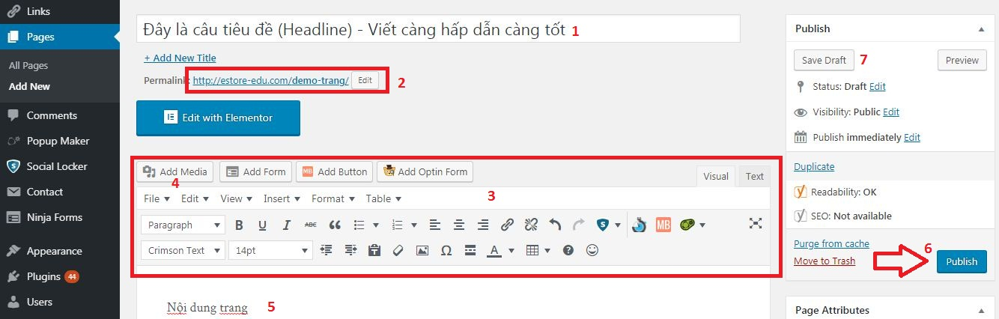 Links
Pages
All Pages
Add New
Comments
Popup Maker
Social Locker
Contact
Ninja Forms
Appearance
Plugins 44
Users
Đây là câu tiêu đề (Headline) - Viết càng hấp dẫn càng tốt 1
+ Add New Title
Permalink: http://estore-edu.com/demo-trang/ Edit 2
Edit with Elementor
Add Media Add Form MB Add Button Add Optin Form Visual Text
4
File Edit View Insert Format Table 3
Paragraph B U I ABC MB
Crimson Text 14pt A
Nội dung trang 5
Publish
Save Draft 7 Preview
Status: Draft Edit
Visibility: Public Edit
Publish immediately Edit
Duplicate
Readability: OK
SEO: Not available
Purge from cache
6
Move to Trash Publish
Page Attributes